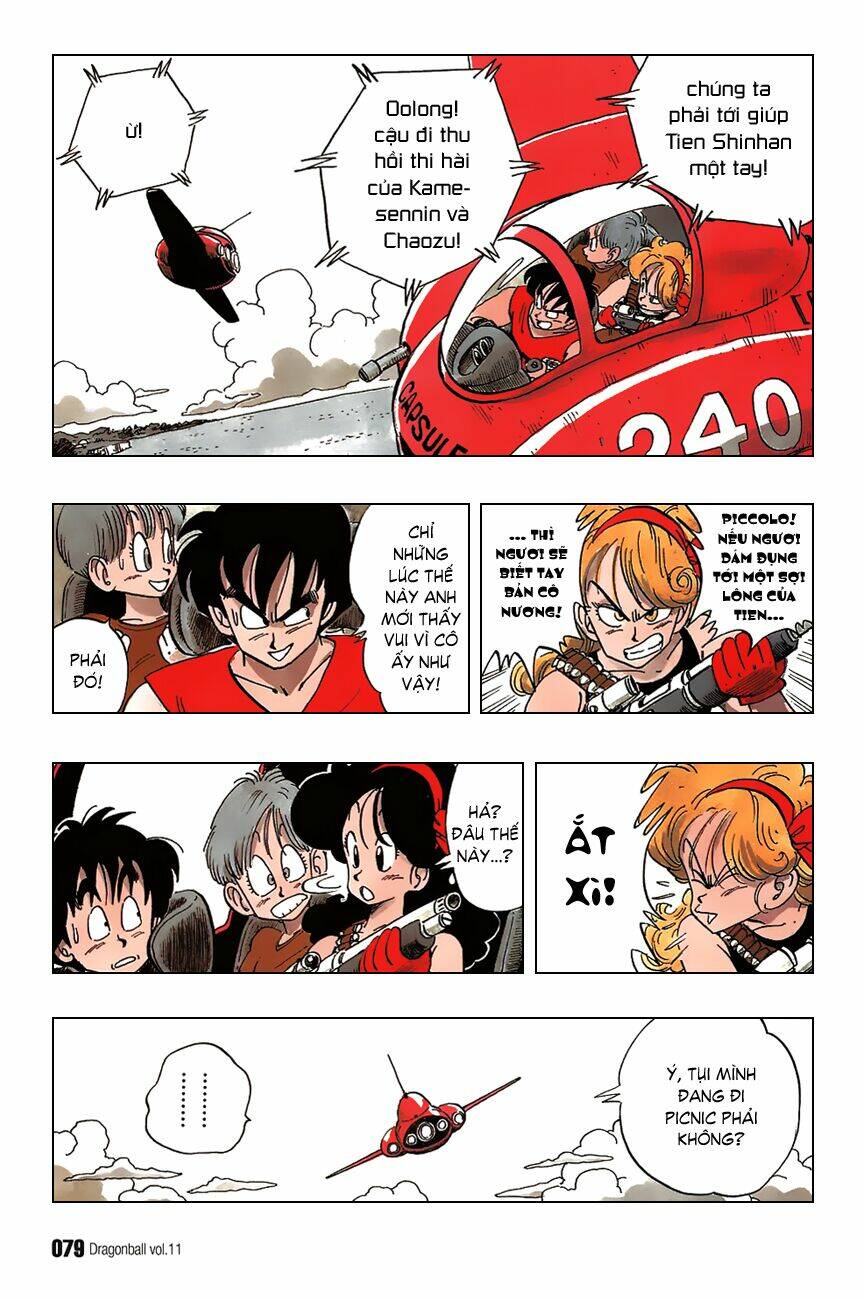 chúng ta
phải tới giúp
Tien Shinhan
một tay!
Oolong!
cậu đi thu
hồi thi hài
của Kame-
sennin và
Chaozu!
ừ!
CAPSULE
240
PICCOLO!
NẾU NGƯƠI
DÁM ĐỤNG
TỚI MỘT SỢI
LÔNG CỦA
TIEN...
... THÌ
NGƯƠI SẼ
BIẾT TAY
BẢN CÔ
NƯƠNG!
CHỈ
NHỮNG
LÚC THẾ
NÀY ANH
MỚI THẤY
VUI VÌ CÔ
ẤY NHƯ
VẬY!
PHẢI
ĐÓ!
ẮT
XÌ!
HẢ?
ĐÂU THẾ
NÀY...?
Ý, TỤI MÌNH
ĐANG ĐI
PICNIC PHẢI
KHÔNG?
......
079 Dragonball vol.11